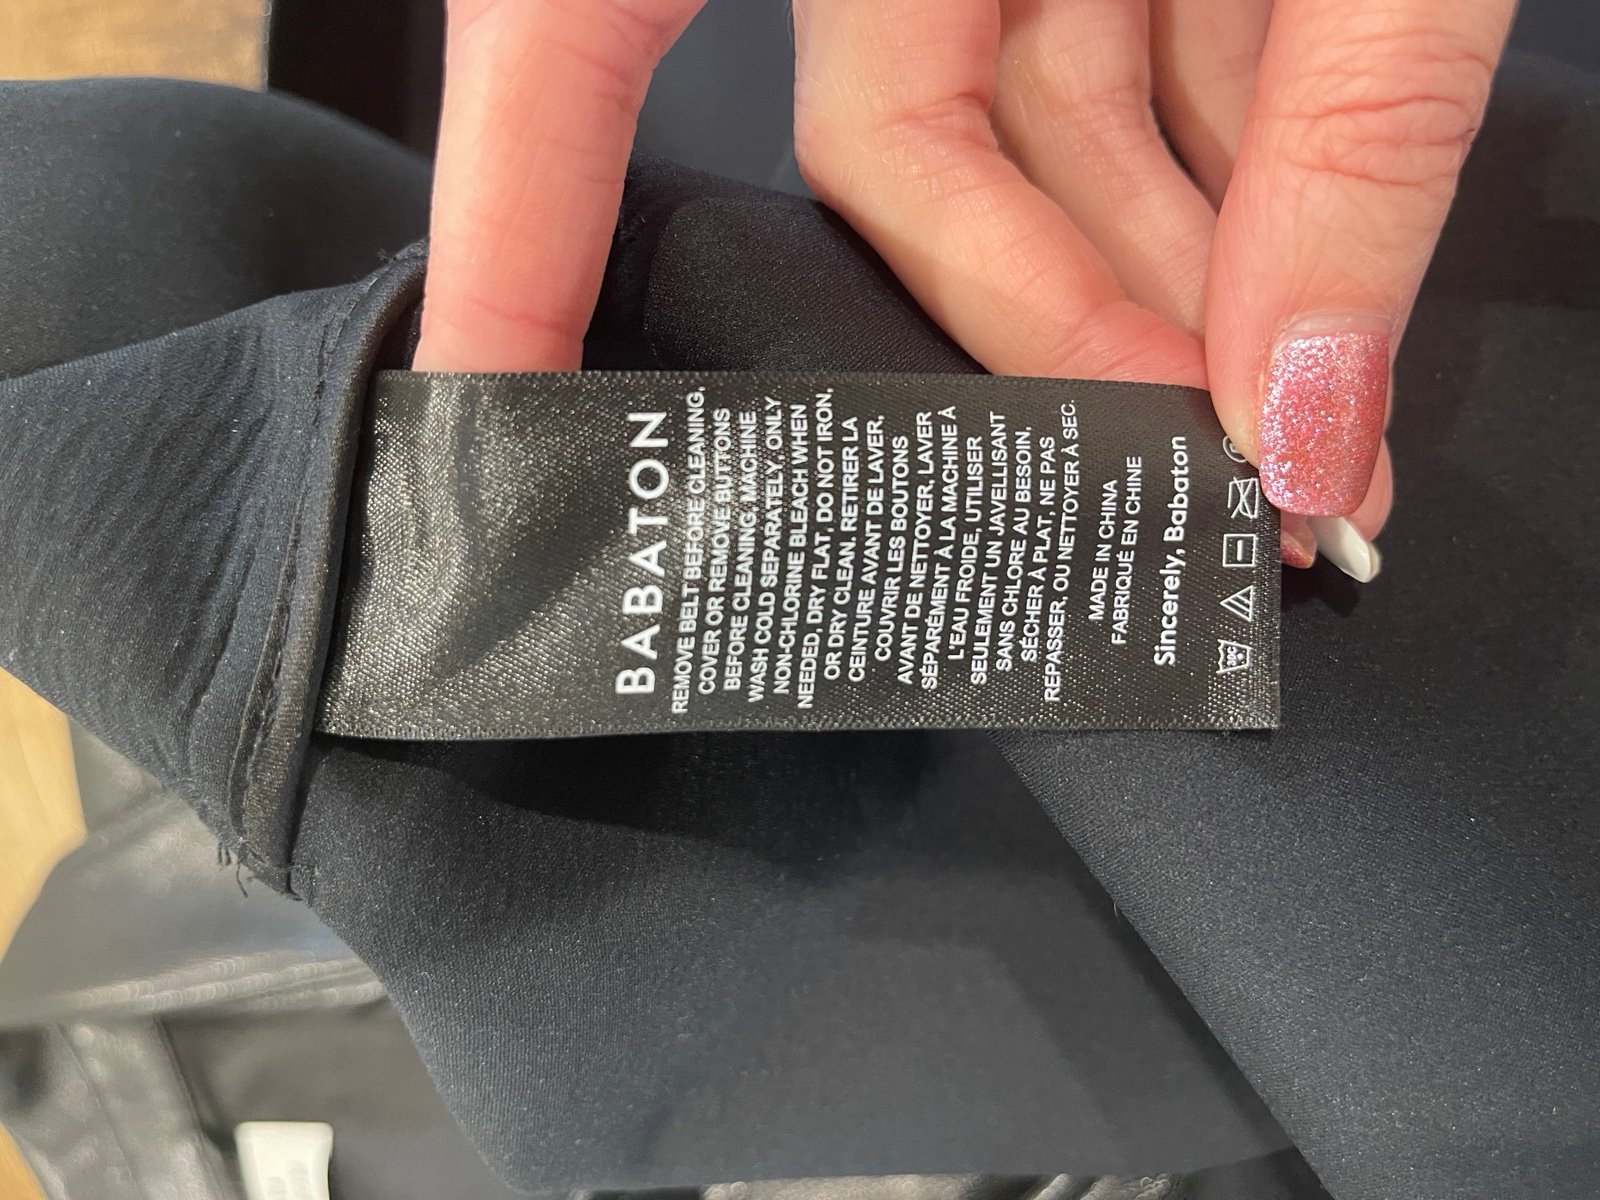 BABATON
REMOVE BELT BEFORE CLEANING.
COVER OR REMOVE BUTTONS
BEFORE CLEANING. MACHINE
WASH COLD SEPARATELY, ONLY
NON-CHLORINE BLEACH WHEN
NEEDED, DRY FLAT, DO NOT IRON,
OR DRY CLEAN. RETIRER LA
CEINTURE AVANT DE LAVER.
COUVRIR LES BOUTONS
AVANT DE NETTOYER, LAVER
SÉPARÉMENT À LA MACHINE À
L'EAU FROIDE, UTILISER
SEULEMENT UN JAVELLISANT
SANS CHLORE AU BESOIN,
SÉCHER À PLAT, NE PAS
REPASSER, OU NETTOYER À SEC.
MADE IN CHINA
FABRIQUÉ EN CHINE
Sincerely, Babaton